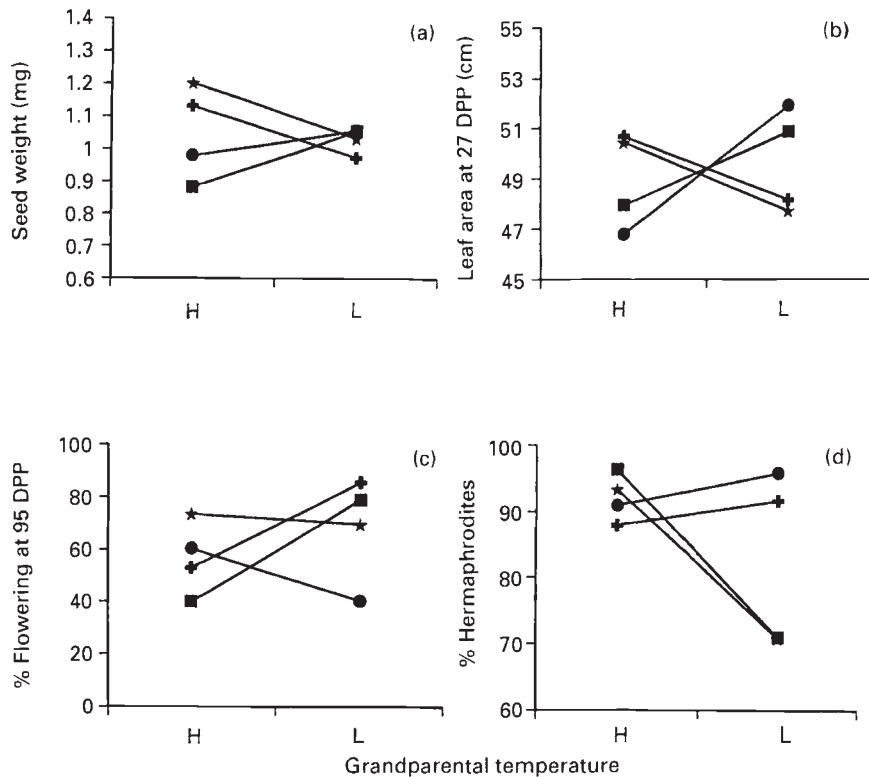 (a)
Seed weight (mg)
1.4
1.3
1.2
1.1
1
0.9
0.8
0.7
0.6
H L
(b)
Leaf area at 27 DPP (cm)
55
53
51
48
47
45
H L
(c)
% Flowering at 95 DPP
100
80
60
40
20
0
H L
(d)
% Hermaphrodites
100
90
80
70
60
H L
Grandparental temperature